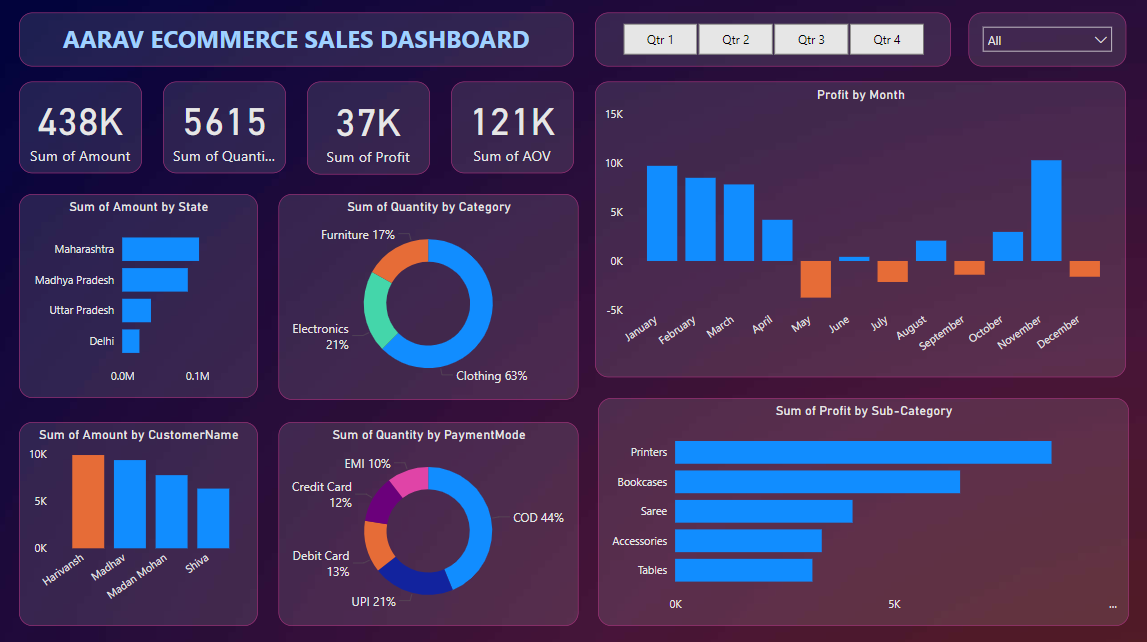 AARAV ECOMMERCE SALES DASHBOARD
Qtr 1
Qtr 2
Qtr 3
Qtr 4
All
438K
Sum of Amount
5615
Sum of Quanti...
37K
Sum of Profit
121K
Sum of AOV
Profit by Month
15K
10K
5K
0K
-5K
January
February
March
April
May
June
July
August
September
October
November
December
Sum of Amount by State
Maharashtra
Madhya Pradesh
Uttar Pradesh
Delhi
0.0M
0.1M
Sum of Quantity by Category
Furniture 17%
Electronics
21%
Clothing 63%
Sum of Amount by CustomerName
10K
5K
0K
Harivansh
Madhav
Madan Mohan
Shiva
Sum of Quantity by PaymentMode
EMI 10%
Credit Card
12%
COD 44%
Debit Card
13%
UPI 21%
Sum of Profit by Sub-Category
Printers
Bookcases
Saree
Accessories
Tables
0K
5K
...